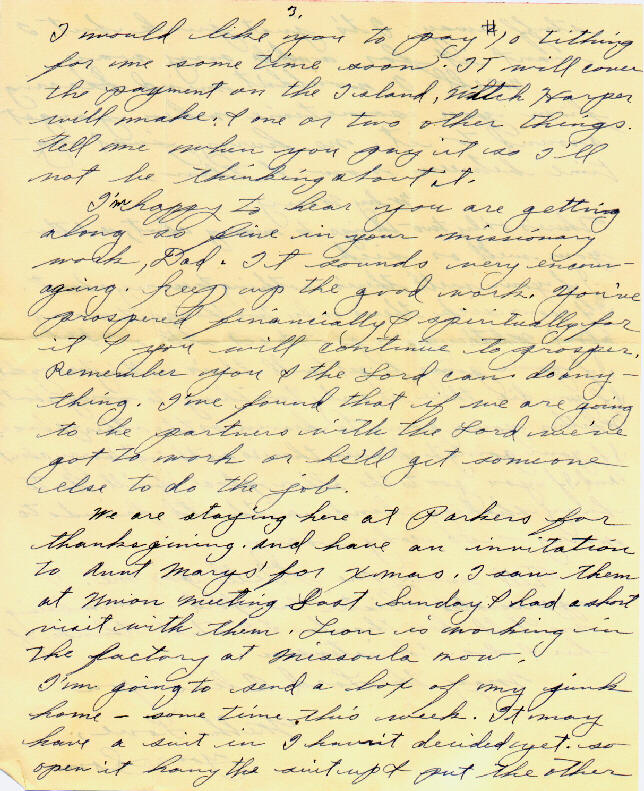 3.
I would like you to pay $10 tithing
for me some time soon. IT will cover
the payment on the Island, Mitch Harper
will make. & one or two other things.
tell me when you pay it so I'll
not be thinking about it.
I'm happy to hear you are getting
along so fine in your missionary
work, Dad. It sounds very encour-
aging. keep up the good work. You've
prospered financially & spiritually for
it & you will continue to prosper.
Remember you & the Lord can do any-
thing. I've found that if we are going
to be partners with the Lord we've
got to work or he'll get someone
else to do the job.
We are staying here at Parkers for
thanksgiving. and have an invitation
to Aunt Marys' for Xmas. I saw them
at Union meeting Last Sunday & had a short
visit with them. is working in
The factory at Missoula now.
I'm going to send a box of my junk
home – some time this week. It may
have a suit in I havn't decided yet. so
open it hang the suit up & put the other